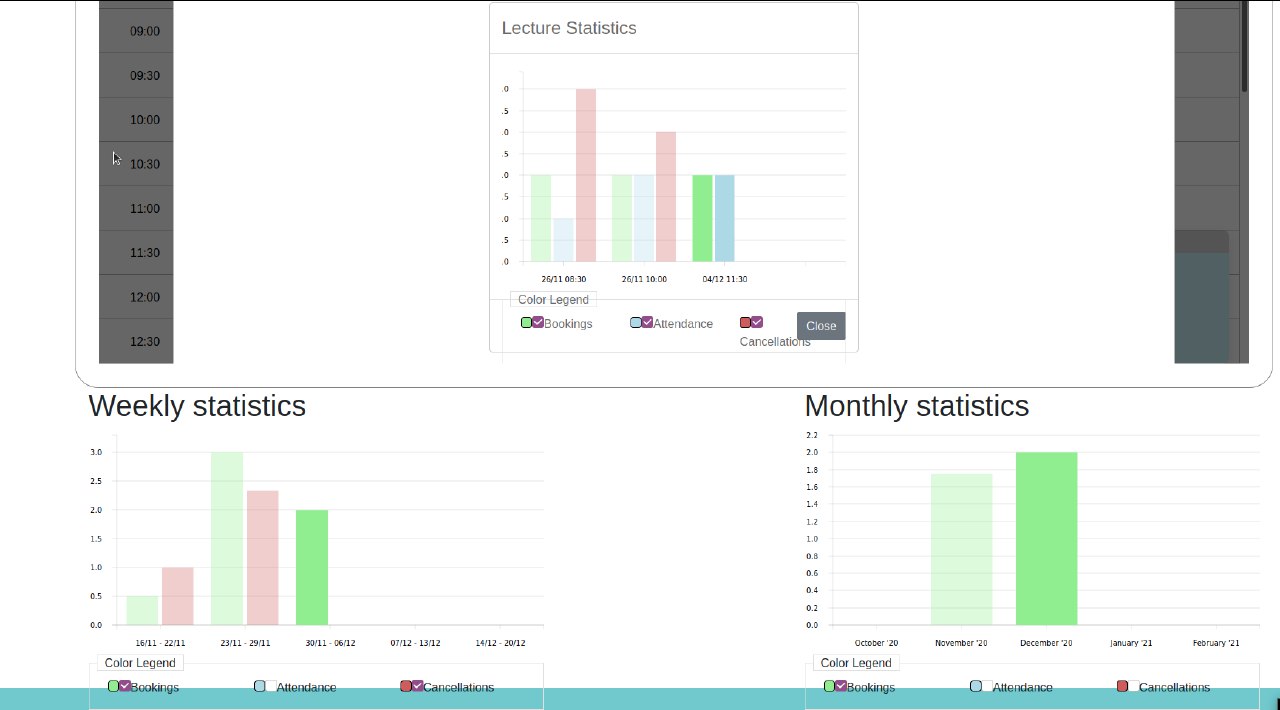 Lecture Statistics
09:00
09:30
10:00
10:30
11:00
11:30
12:00
12:30
.0
.5
.0
.5
.0
.5
.0
.5
.0
26/11 08:30 26/11 10:00 04/12 11:30
Color Legend
Bookings Attendance
Cancellations
Close
Weekly statistics
3.0
2.5
2.0
1.5
1.0
0.5
0.0
16/11 - 22/11 23/11 - 29/11 30/11 - 06/12 07/12 - 13/12 14/12 - 20/12
Color Legend
Bookings Attendance Cancellations
Monthly statistics
2.2
2.0
1.8
1.6
1.4
1.2
1.0
0.8
0.6
0.4
0.2
0.0
October '20 November '20 December '20 January '21 February '21
Color Legend
Bookings Attendance Cancellations